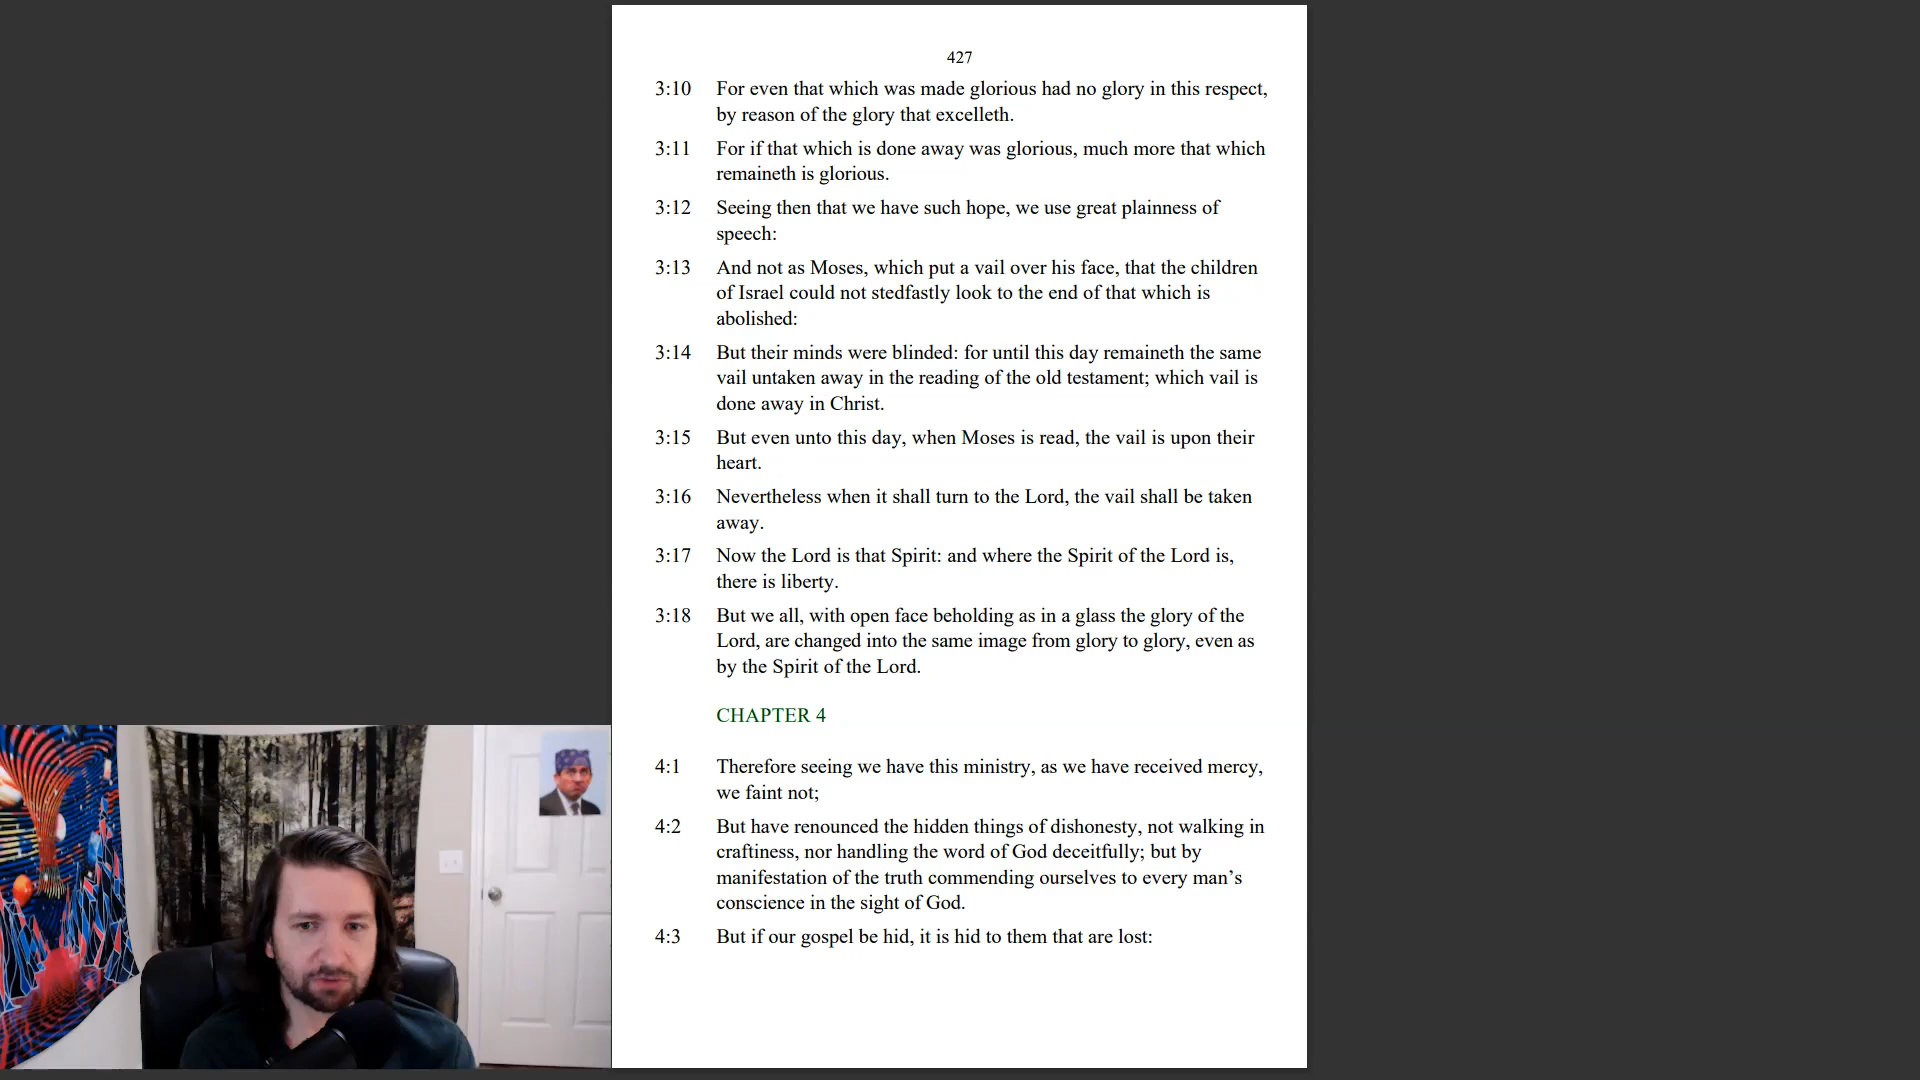 427
3:10 For even that which was made glorious had no glory in this respect,
by reason of the glory that excelleth.
3:11 For if that which is done away was glorious, much more that which
remaineth is glorious.
3:12 Seeing then that we have such hope, we use great plainness of
speech:
3:13 And not as Moses, which put a vail over his face, that the children
of Israel could not stedfastly look to the end of that which is
abolished:
3:14 But their minds were blinded: for until this day remaineth the same
vail untaken away in the reading of the old testament; which vail is
done away in Christ.
3:15 But even unto this day, when Moses is read, the vail is upon their
heart.
3:16 Nevertheless when it shall turn to the Lord, the vail shall be taken
away.
3:17 Now the Lord is that Spirit: and where the Spirit of the Lord is,
there is liberty.
3:18 But we all, with open face beholding as in a glass the glory of the
Lord, are changed into the same image from glory to glory, even as
by the Spirit of the Lord.
CHAPTER 4
4:1 Therefore seeing we have this ministry, as we have received mercy,
we faint not;
4:2 But have renounced the hidden things of dishonesty, not walking in
craftiness, nor handling the word of God deceitfully; but by
manifestation of the truth commending ourselves to every man’s
conscience in the sight of God.
4:3 But if our gospel be hid, it is hid to them that are lost: